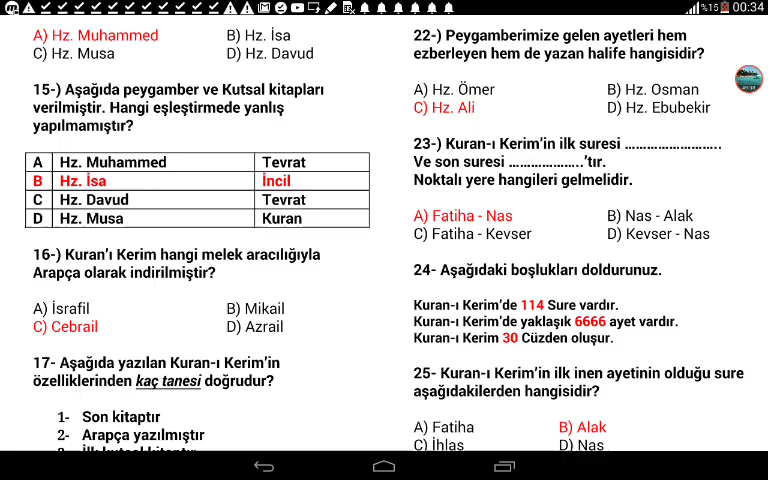 %15 00:34
A) Hz. Muhammed B) Hz. İsa
C) Hz. Musa D) Hz. Davud
15-) Aşağıda peygamber ve Kutsal kitapları
verilmiştir. Hangi eşleştirmede yanlış
yapılmamıştır?
A Hz. Muhammed Tevrat
B Hz. İsa İncil
C Hz. Davud Tevrat
D Hz. Musa Kuran
16-) Kuran'ı Kerim hangi melek aracılığıyla
Arapça olarak indirilmiştir?
A) İsrafil B) Mikail
C) Cebrail D) Azrail
17- Aşağıda yazılan Kuran-ı Kerim'in
özelliklerinden kaç tanesi doğrudur?
1- Son kitaptır
2- Arapça yazılmıştır
22-) Peygamberimize gelen ayetleri hem
ezberleyen hem de yazan halife hangisidir?
A) Hz. Ömer B) Hz. Osman
C) Hz. Ali D) Hz. Ebubekir
23-) Kuran-ı Kerim'in ilk suresi ……………………..
Ve son suresi ………………..'tır.
Noktalı yere hangileri gelmelidir.
A) Fatiha - Nas B) Nas - Alak
C) Fatiha - Kevser D) Kevser - Nas
24- Aşağıdaki boşlukları doldurunuz.
Kuran-ı Kerim'de 114 Sure vardır.
Kuran-ı Kerim'de yaklaşık 6666 ayet vardır.
Kuran-ı Kerim 30 Cüzden oluşur.
25- Kuran-ı Kerim'in ilk inen ayetinin olduğu sure
aşağıdakilerden hangisidir?
A) Fatiha B) Alak
C) İhlas D) Nas